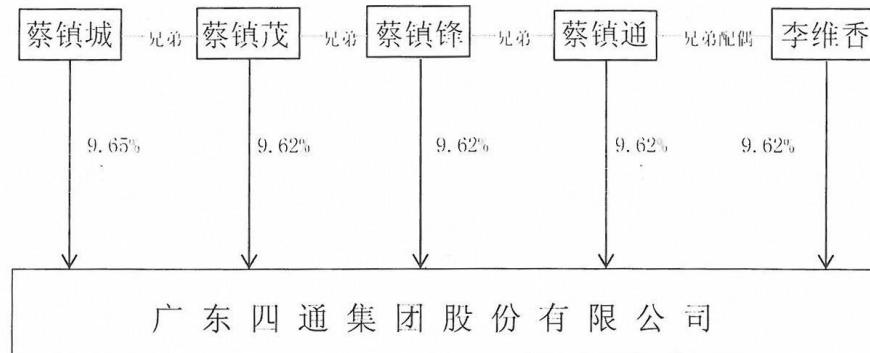 蔡镇城 兄弟 蔡镇茂 兄弟 蔡镇锋 兄弟 蔡镇通 兄弟配偶 李维香
9.65% 9.62% 9.62% 9.62% 9.62%
广东四通集团股份有限公司